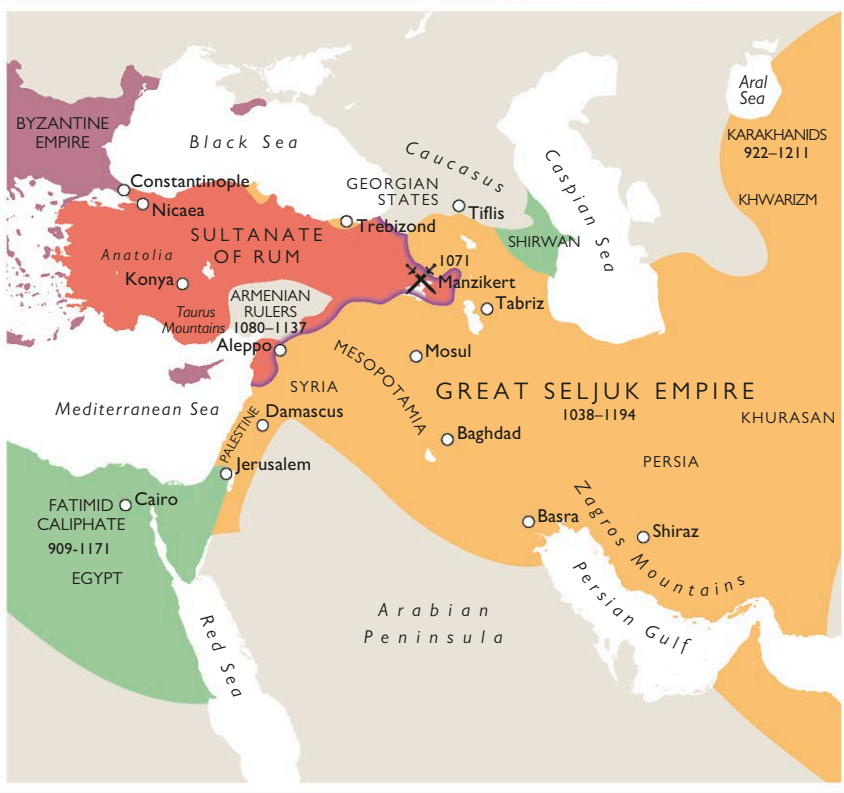 Aral
Sea
BYZANTINE
EMPIRE
Black Sea
Caucasus
Caspian Sea
KARAKHANIDS
922–1211
KHWARIZM
Constantinople
Nicaea
GEORGIAN
STATES
Tiflis
Trebizond
SHIRWAN
SULTANATE
OF RUM
Anatolia
Konya
1071
Manzikert
Tabriz
Taurus
Mountains
ARMENIAN
RULERS
1080–1137
Aleppo
Mosul
MESOPOTAMIA
SYRIA
GREAT SELJUK EMPIRE
1038–1194
KHURASAN
Mediterranean Sea
PALESTINE
Damascus
Baghdad
PERSIA
Jerusalem
Cairo
FATIMID
CALIPHATE
909-1171
EGYPT
Basra
Zagros Mountains
Shiraz
Persian Gulf
Red Sea
Arabian
Peninsula